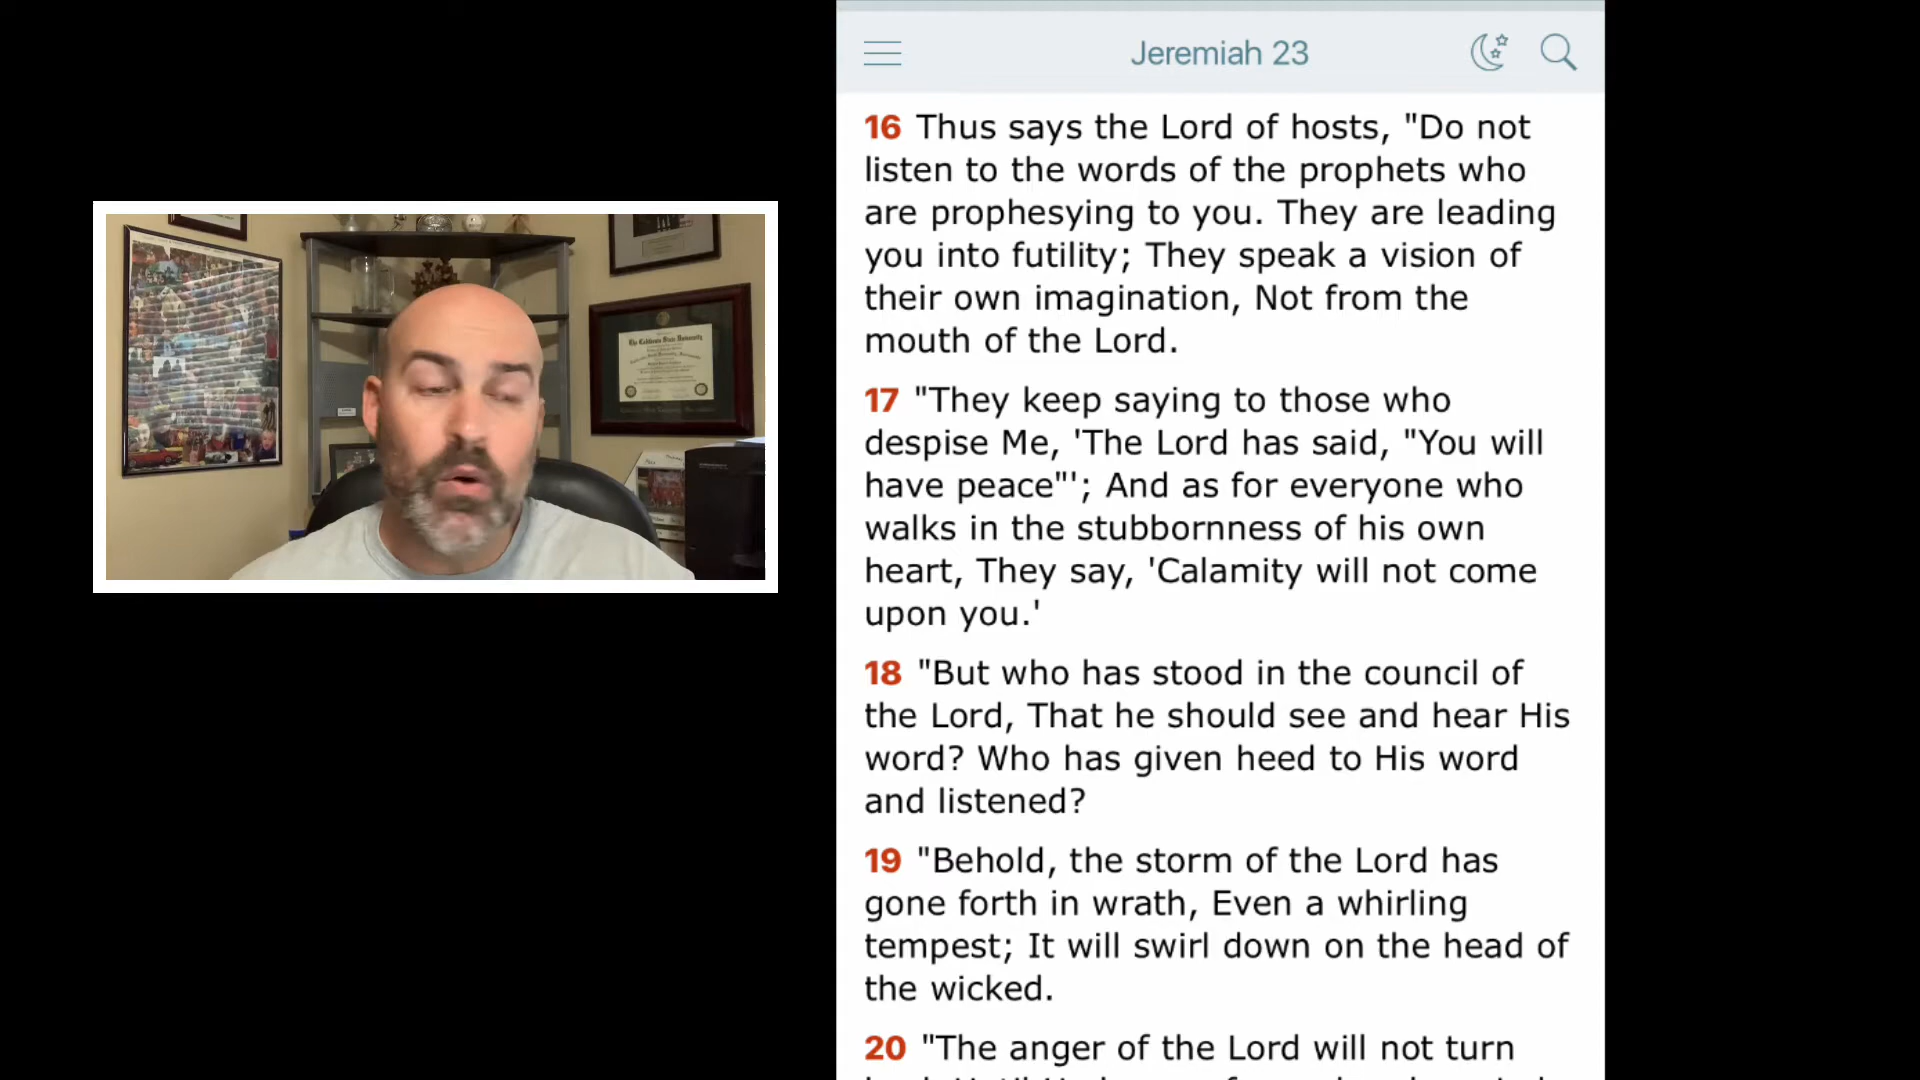 Jeremiah 23
16 Thus says the Lord of hosts, "Do not
listen to the words of the prophets who
are prophesying to you. They are leading
you into futility; They speak a vision of
their own imagination, Not from the
mouth of the Lord.
17 "They keep saying to those who
despise Me, 'The Lord has said, "You will
have peace"'; And as for everyone who
walks in the stubbornness of his own
heart, They say, 'Calamity will not come
upon you.'
18 "But who has stood in the council of
the Lord, That he should see and hear His
word? Who has given heed to His word
and listened?
19 "Behold, the storm of the Lord has
gone forth in wrath, Even a whirling
tempest; It will swirl down on the head of
the wicked.
20 "The anger of the Lord will not turn
The California State University